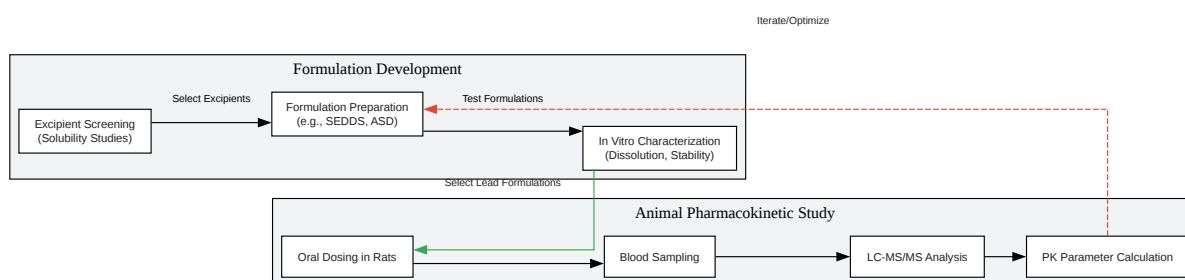 Iterate/Optimize
Formulation Development
Select Excipients
Formulation Preparation
(e.g., SEDDS, ASD)
Test Formulations
Excipient Screening
(Solubility Studies)
In Vitro Characterization
(Dissolution, Stability)
Select Lead Formulations
Animal Pharmacokinetic Study
Oral Dosing in Rats
Blood Sampling
LC-MS/MS Analysis
PK Parameter Calculation